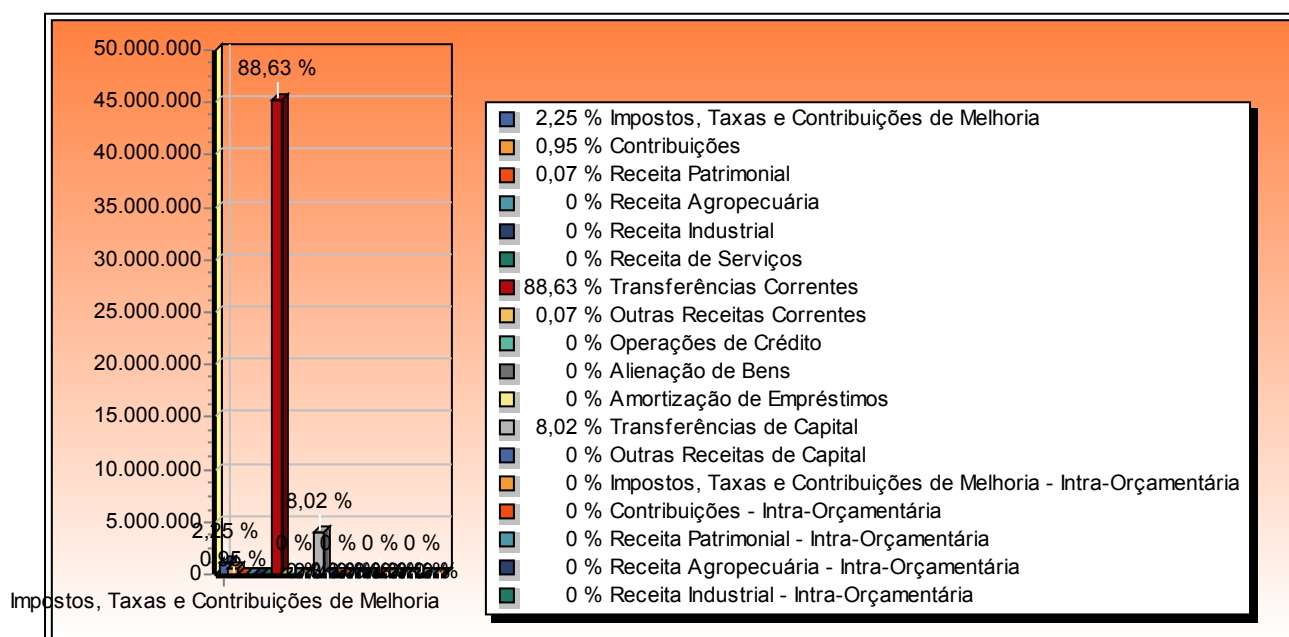 50.000.000
45.000.000
40.000.000
35.000.000
30.000.000
25.000.000
20.000.000
15.000.000
10.000.000
5.000.000
0
88,63 %
8,02 %
2,25 %
0,95 %
0 % 0 % 0 % 0 %
Impostos, Taxas e Contribuições de Melhoria
2,25 % Impostos, Taxas e Contribuições de Melhoria
0,95 % Contribuições
0,07 % Receita Patrimonial
0 % Receita Agropecuária
0 % Receita Industrial
0 % Receita de Serviços
88,63 % Transferências Correntes
0,07 % Outras Receitas Correntes
0 % Operações de Crédito
0 % Alienação de Bens
0 % Amortização de Empréstimos
8,02 % Transferências de Capital
0 % Outras Receitas de Capital
0 % Impostos, Taxas e Contribuições de Melhoria - Intra-Orçamentária
0 % Contribuições - Intra-Orçamentária
0 % Receita Patrimonial - Intra-Orçamentária
0 % Receita Agropecuária - Intra-Orçamentária
0 % Receita Industrial - Intra-Orçamentária